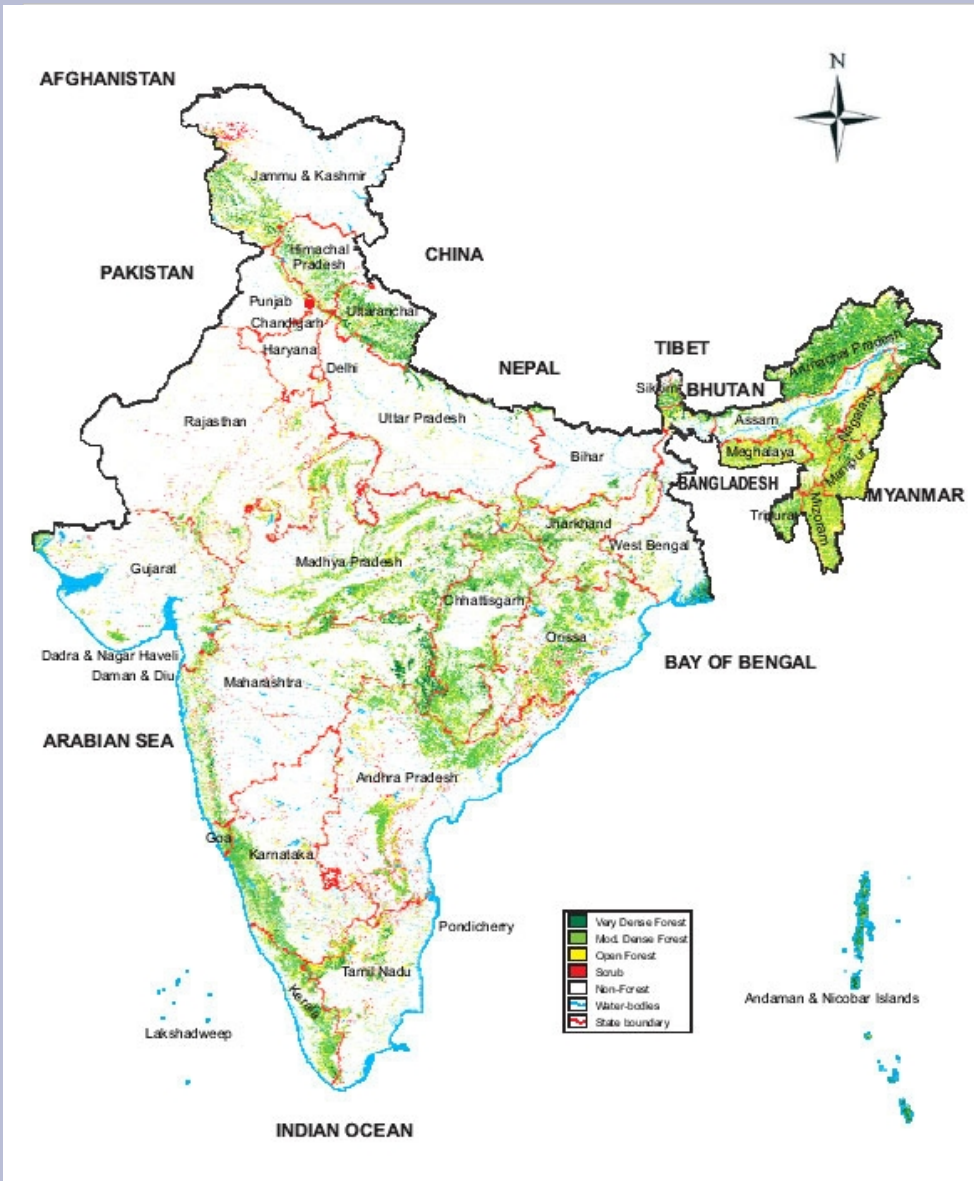 N
AFGHANISTAN
Jammu & Kashmir
CHINA
Himachal
Pradesh
PAKISTAN
Punjab
Uttaranchal
Chandigarh
Haryana
Delhi
NEPAL
TIBET
Sikkim
BHUTAN
Arunachal Pradesh
Rajasthan
Uttar Pradesh
Assam
Nagaland
Bihar
Meghalaya
Manipur
BANGLADESH
MYANMAR
Tripura
Mizoram
Jharkhand
West Bengal
Gujarat
Madhya Pradesh
Chhattisgarh
Orissa
Dadra & Nagar Haveli
Daman & Diu
Maharashtra
BAY OF BENGAL
ARABIAN SEA
Andhra Pradesh
Goa
Karnataka
Pondicherry
Very Dense Forest
Mod. Dense Forest
Open Forest
Scrub
Non-Forest
Water-bodies
State boundary
Tamil Nadu
Kerala
Andaman & Nicobar Islands
Lakshadweep
INDIAN OCEAN